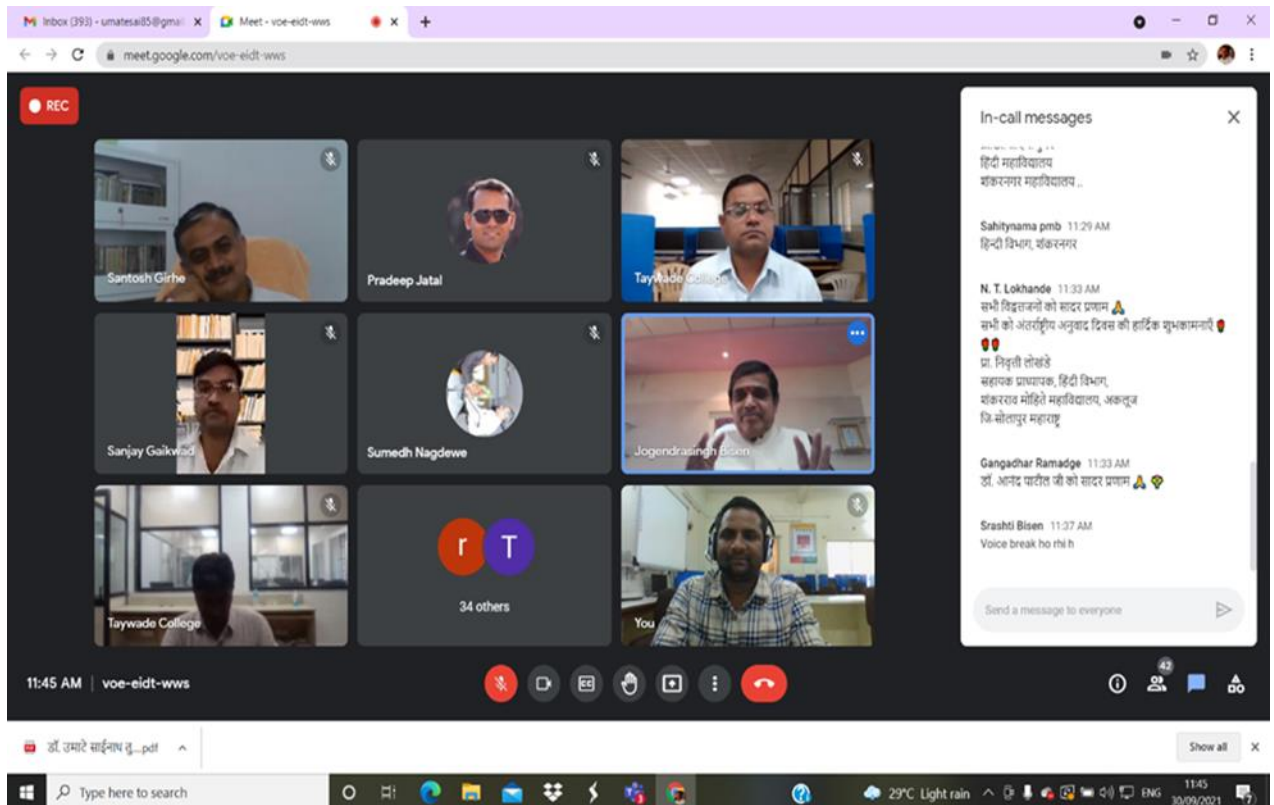 Inbox (393) - umatesai85@gmai
Meet - voe-eidt-wws
meet.google.com/voe-eidt-wws
REC
Santosh Girhe
Pradeep Jatal
Taywade College
Sanjay Gaikwad
Sumedh Nagdewe
Jogendrasingh Bisen
Taywade College
r T
34 others
You
In-call messages
हिंदी महाविद्यालय
शंकरनगर महाविद्यालय ..
Sahitynama pmb 11:29 AM
हिन्दी विभाग, शंकरनगर
N. T. Lokhande 11:33 AM
सभी विद्वतजनों को सादर प्रणाम 🙏
सभी को अंतर्राष्ट्रीय अनुवाद दिवस की हार्दिक शुभकामनाएँ 🌹
🌹🌹
प्रा. निवृत्ती लोखंडे
सहायक प्राध्यापक, हिंदी विभाग,
शंकरराव मोहिते महाविद्यालय, अकलूज
जि-सोलापुर महाराष्ट्र
Gangadhar Ramadge 11:33 AM
डॉ. आनंद पाटील जी को सादर प्रणाम 🙏 💐
Srashti Bisen 11:37 AM
Voice break ho rhi h
Send a message to everyone
11:45 AM | voe-eidt-wws
42
डॉ. उमाटे साईनाथ तु....pdf
Show all
Type here to search
29°C Light rain
ENG
11:45
30/09/2021
7